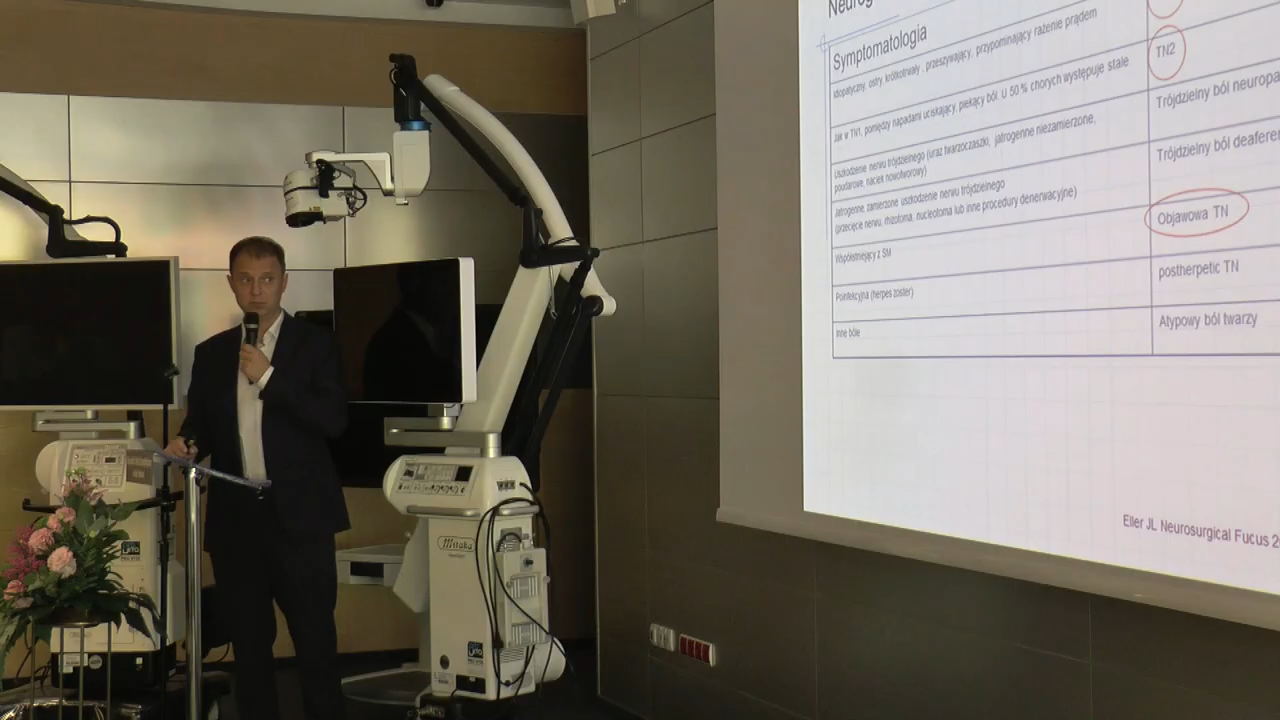 Symptomatologia
Idiopatyczny, ostry, krótkotrwały, przeszywający, przypominający rażenie prądem
TN2
Jak w TN1, pomiędzy napadami uciskający, piekący ból. U 50 % chorych występuje stale
Trójdzielny ból neuropa
Uszkodzenie nerwu trójdzielnego (uraz twarzoczaszki, jatrogenne niezamierzone,
poudarowe, naciek nowotworowy)
Trójdzielny ból deafere
Jatrogenne, zamierzone uszkodzenie nerwu trójdzielnego
(przecięcie nerwu, rhizotomia, nucleotomia lub inne procedury denerwacyjne)
Objawowa TN
Współistniejący z SM
postherpetic TN
Poinfekcyjna (herpes zoster)
Atypowy ból twarzy
Inne bóle
Eller JL Neurosurgical Fucus 2
Mitaka